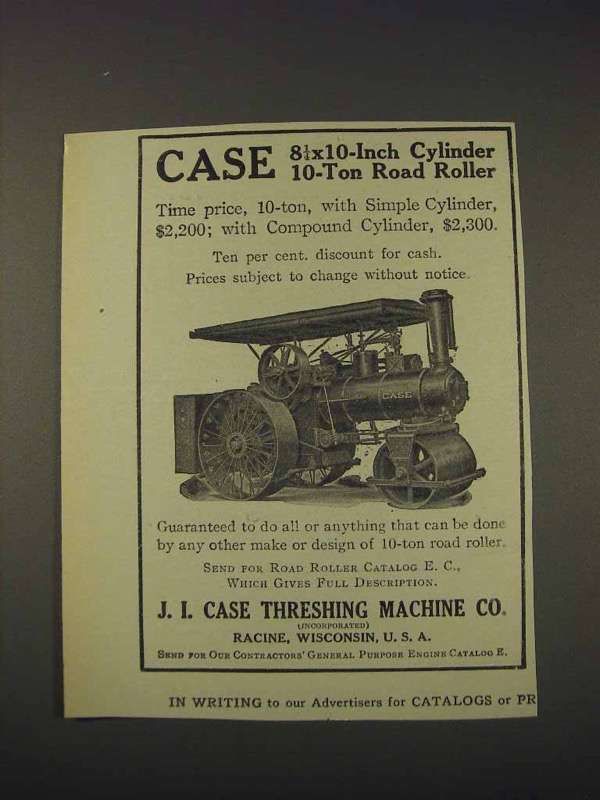 CASE 8¼x10-Inch Cylinder
10-Ton Road Roller
Time price, 10-ton, with Simple Cylinder,
$2,200; with Compound Cylinder, $2,300.
Ten per cent. discount for cash.
Prices subject to change without notice.
CASE
Guaranteed to do all or anything that can be done
by any other make or design of 10-ton road roller.
SEND FOR ROAD ROLLER CATALOG E. C.,
WHICH GIVES FULL DESCRIPTION.
J. I. CASE THRESHING MACHINE CO.
(INCORPORATED)
RACINE, WISCONSIN, U. S. A.
SEND FOR OUR CONTRACTORS' GENERAL PURPOSE ENGINE CATALOG E.
IN WRITING to our Advertisers for CATALOGS or PR